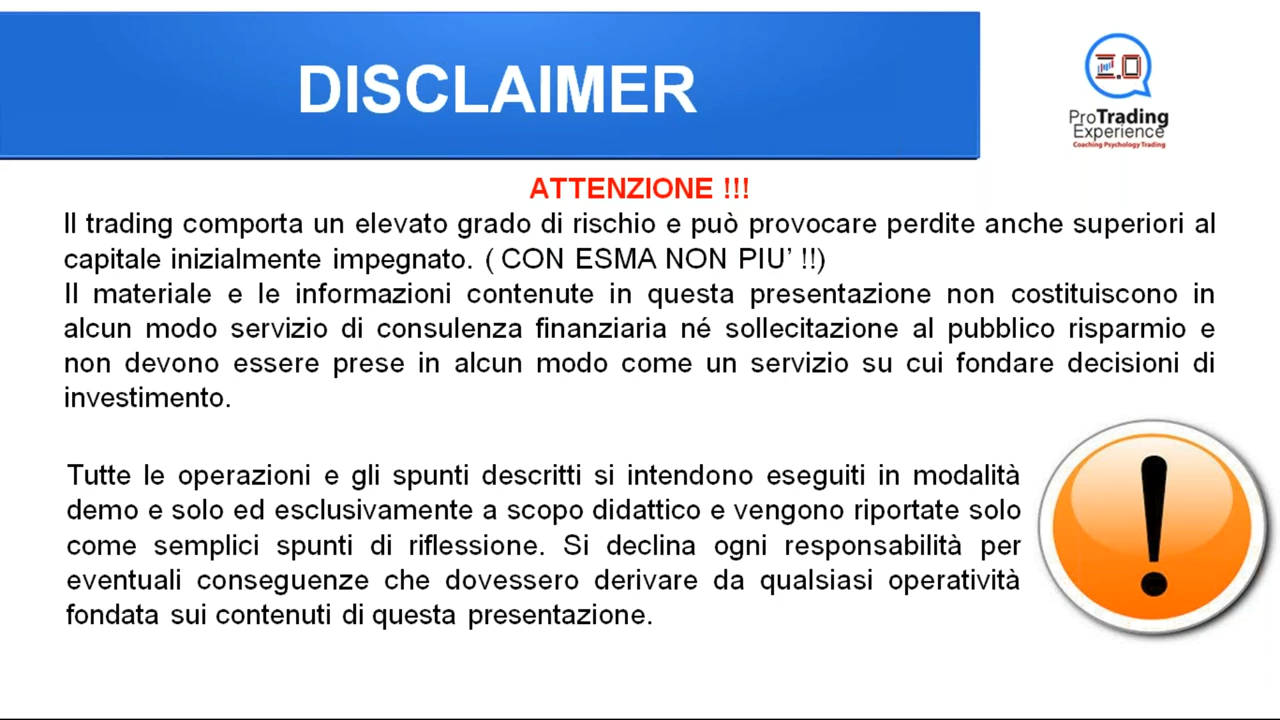 DISCLAIMER
2.0
ProTrading
Experience
Coaching Psychology Trading
ATTENZIONE !!!
Il trading comporta un elevato grado di rischio e può provocare perdite anche superiori al
capitale inizialmente impegnato. ( CON ESMA NON PIU’ !!)
Il materiale e le informazioni contenute in questa presentazione non costituiscono in
alcun modo servizio di consulenza finanziaria né sollecitazione al pubblico risparmio e
non devono essere prese in alcun modo come un servizio su cui fondare decisioni di
investimento.
Tutte le operazioni e gli spunti descritti si intendono eseguiti in modalità
demo e solo ed esclusivamente a scopo didattico e vengono riportate solo
come semplici spunti di riflessione. Si declina ogni responsabilità per
eventuali conseguenze che dovessero derivare da qualsiasi operatività
fondata sui contenuti di questa presentazione.
!